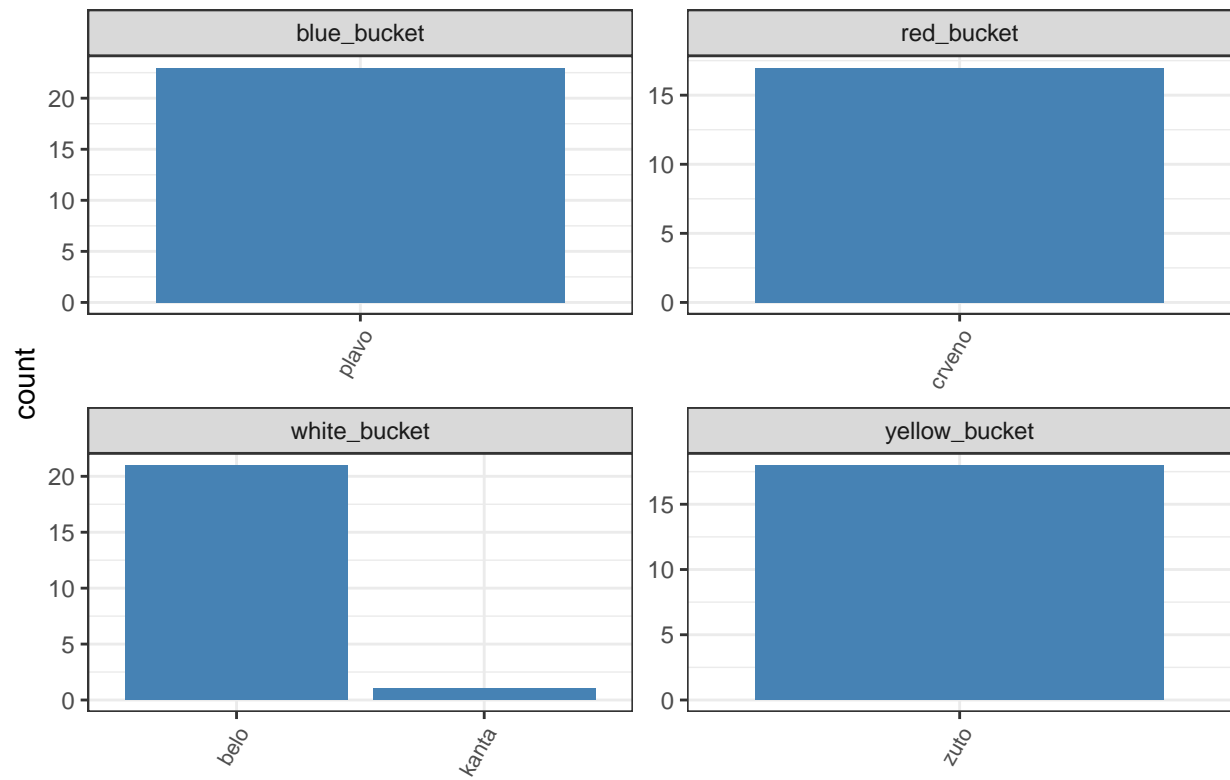 blue_bucket
20
15
10
5
0
plavo
red_bucket
15
10
5
0
crveno
count
white_bucket
20
15
10
5
0
belo
kanta
yellow_bucket
15
10
5
0
zuto